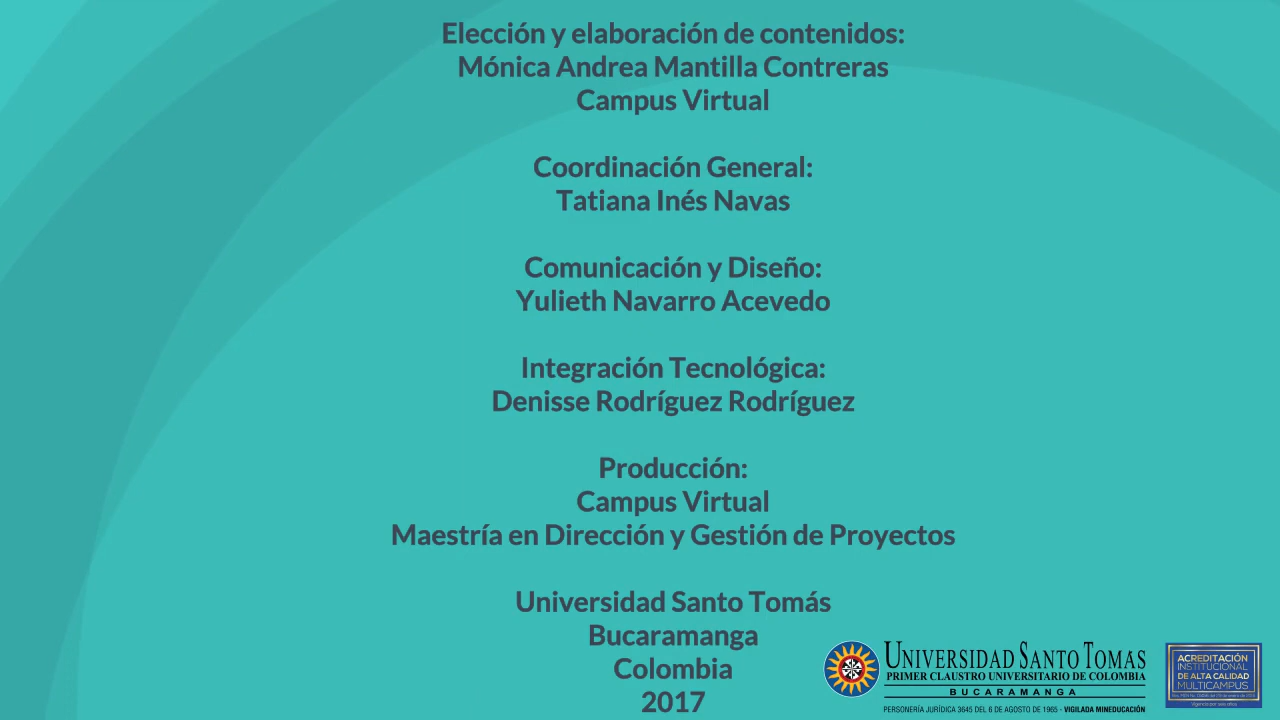 Elección y elaboración de contenidos:
Mónica Andrea Mantilla Contreras
Campus Virtual
Coordinación General:
Tatiana Inés Navas
Comunicación y Diseño:
Yulieth Navarro Acevedo
Integración Tecnológica:
Denisse Rodríguez Rodríguez
Producción:
Campus Virtual
Maestría en Dirección y Gestión de Proyectos
Universidad Santo Tomás
Bucaramanga
Colombia
2017
UNIVERSIDAD SANTO TOMAS
PRIMER CLAUSTRO UNIVERSITARIO DE COLOMBIA
BUCARAMANGA
PERSONERÍA JURÍDICA 3645 DEL 6 DE AGOSTO DE 1965 - VIGILADA MINEDUCACIÓN
ACREDITACIÓN
INSTITUCIONAL
DE ALTA CALIDAD
MULTICAMPUS